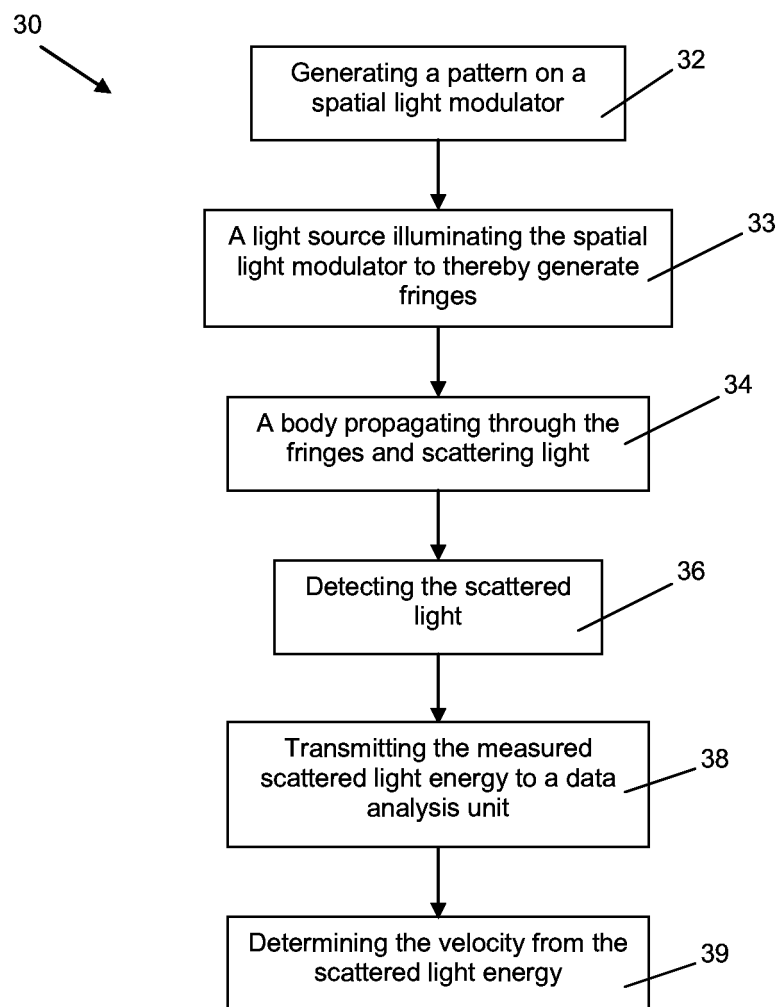 30
Generating a pattern on a
spatial light modulator
32
A light source illuminating the spatial
light modulator to thereby generate
fringes
33
A body propagating through the
fringes and scattering light
34
Detecting the scattered
light
36
Transmitting the measured
scattered light energy to a data
analysis unit
38
Determining the velocity from the
scattered light energy
39